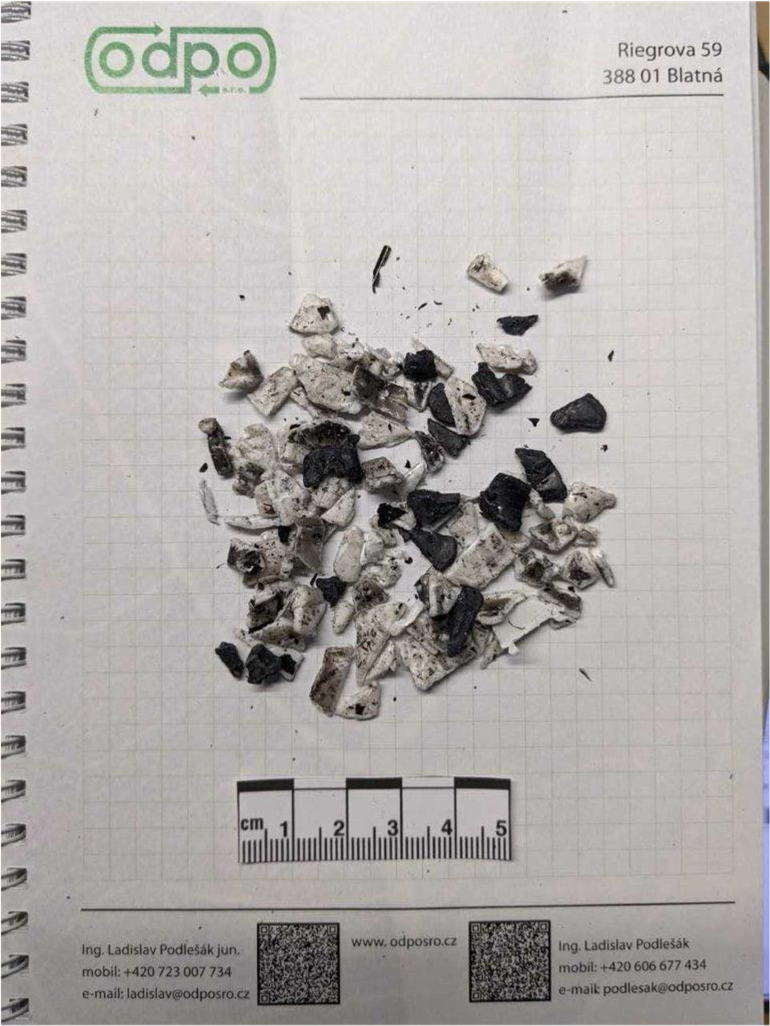 odpo
s.r.o.
Riegrova 59
388 01 Blatná
cm 1 2 3 4 5
Ing. Ladislav Podlešák jun.
mobil: +420 723 007 734
e-mail: ladislav@odposro.cz
www. odposro.cz
Ing. Ladislav Podlešák
mobil: +420 606 677 434
e-mail: podlesak@odposro.cz